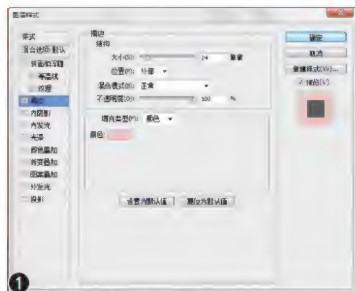 图层样式
样式
混合选项:默认
斜面和浮雕
等高线
纹理
描边
内阴影
内发光
光泽
颜色叠加
渐变叠加
图案叠加
外发光
投影
描边
结构
大小(S): 24 像素
位置(P): 外部
混合模式(B): 正常
不透明度(O): 100 %
填充类型(F): 颜色
颜色:
设置为默认值 复位为默认值
确定
取消
新建样式(W)...
预览(V)
1